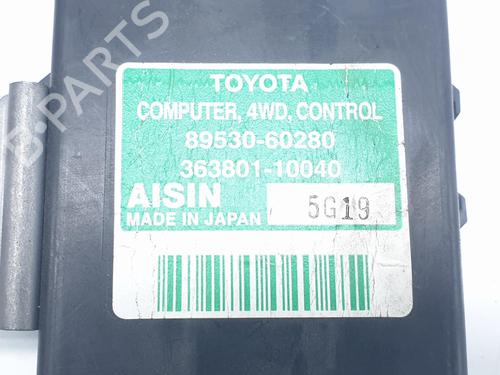 B-PARTS
TOYOTA
COMPUTER, 4WD, CONTROL
89530-60280
363801-10040
AISIN
MADE IN JAPAN
5G19